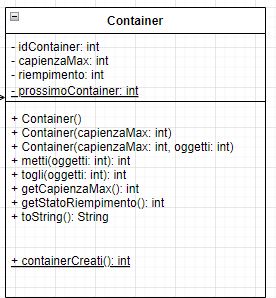 Container
- idContainer: int
- capienzaMax: int
- riempimento: int
- prossimoContainer: int
+ Container()
+ Container(capienzaMax: int)
+ Container(capienzaMax: int, oggetti: int)
+ metti(oggetti: int): int
+ togli(oggetti: int): int
+ getCapienzaMax(): int
+ getStatoRiempimento(): int
+ toString(): String
+ containerCreati(): int